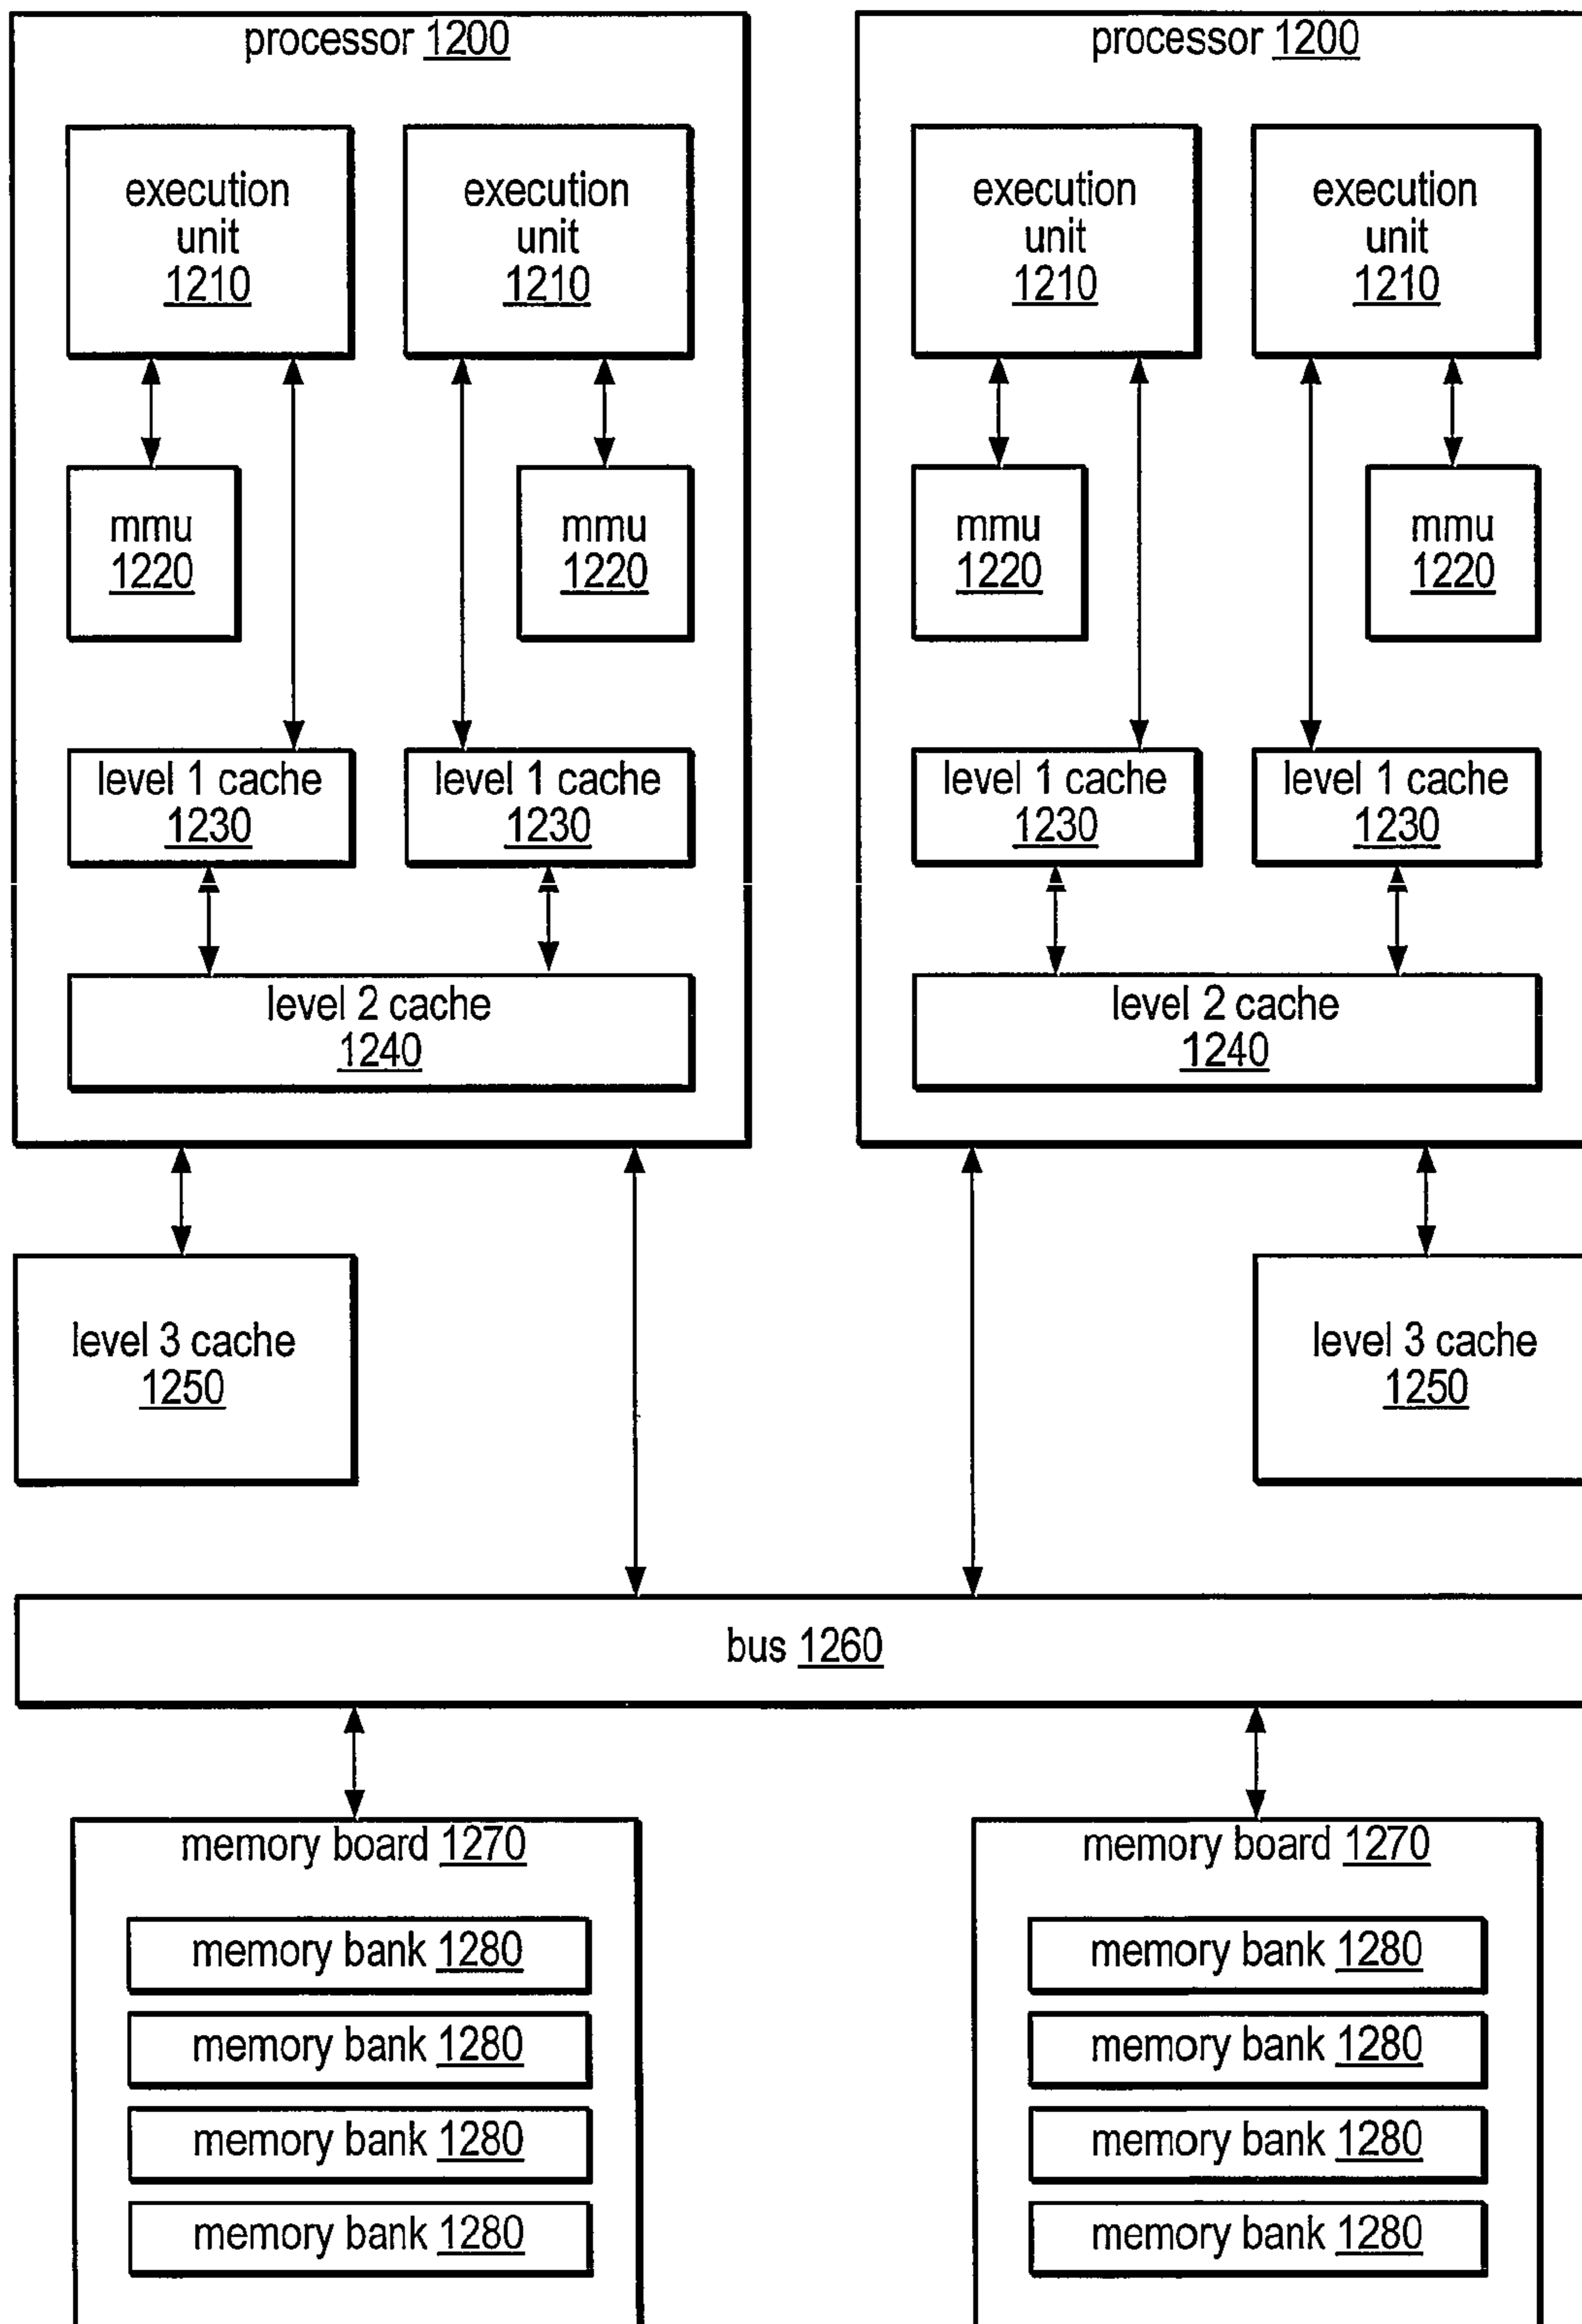 processor 1200
processor 1200
execution
unit
1210
execution
unit
1210
execution
unit
1210
execution
unit
1210
mmu
1220
mmu
1220
mmu
1220
mmu
1220
level 1 cache
1230
level 1 cache
1230
level 1 cache
1230
level 1 cache
1230
level 2 cache
1240
level 2 cache
1240
level 3 cache
1250
level 3 cache
1250
bus 1260
memory board 1270
memory bank 1280
memory bank 1280
memory bank 1280
memory bank 1280
memory board 1270
memory bank 1280
memory bank 1280
memory bank 1280
memory bank 1280